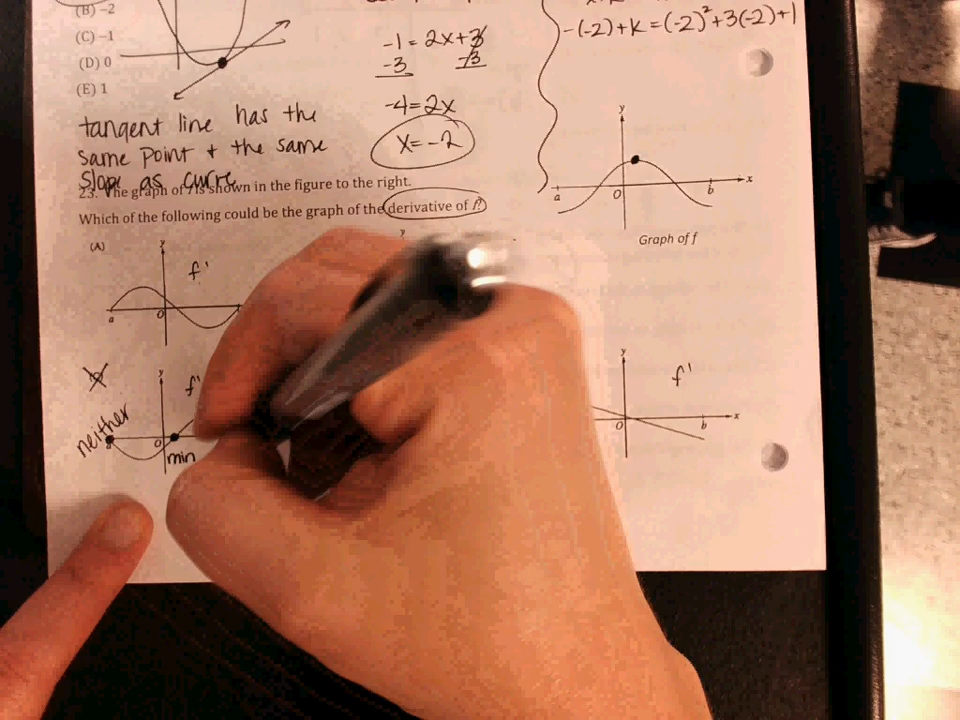 (B) -2
(C) -1
(D) 0
(E) 1
-1 = 2x+3
-3 -3
-4=2x
x=-2
-(-2)+k=(-2)²+3(-2)+1
tangent line has the
same point + the same
slope as curve
23. The graph of f is shown in the figure to the right.
Which of the following could be the graph of the derivative of f?
y
a
O
b
x
Graph of f
(A)
y
f'
a
O
y
f'
neither
O
min
y
f'
O
b
x